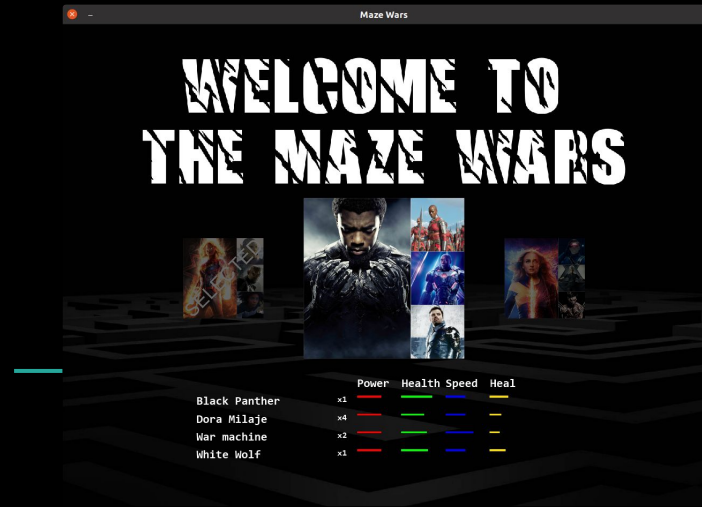 Maze Wars
WELCOME TO
THE MAZE WARS
SELECTED
Power Health Speed Heal
Black Panther x1
Dora Milaje x4
War machine x2
White Wolf x1